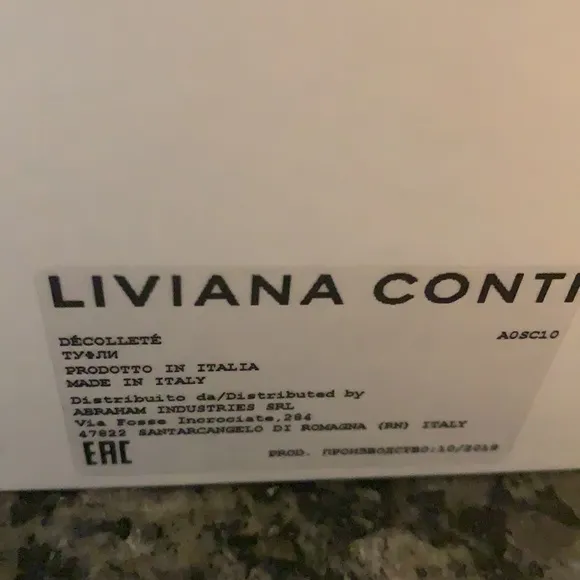 LIVIANA CONTI
DÉCOLLETÉ
A0SC10
ТУФЛИ
PRODOTTO IN ITALIA
MADE IN ITALY
Distribuito da/Distributed by
ABRAHAM INDUSTRIES SRL
Via Fosse Incrociate,284
47822 SANTARCANGELO DI ROMAGNA (RN) ITALY
EAC
PROD. ПРОИЗВОДСТВО:10/2019